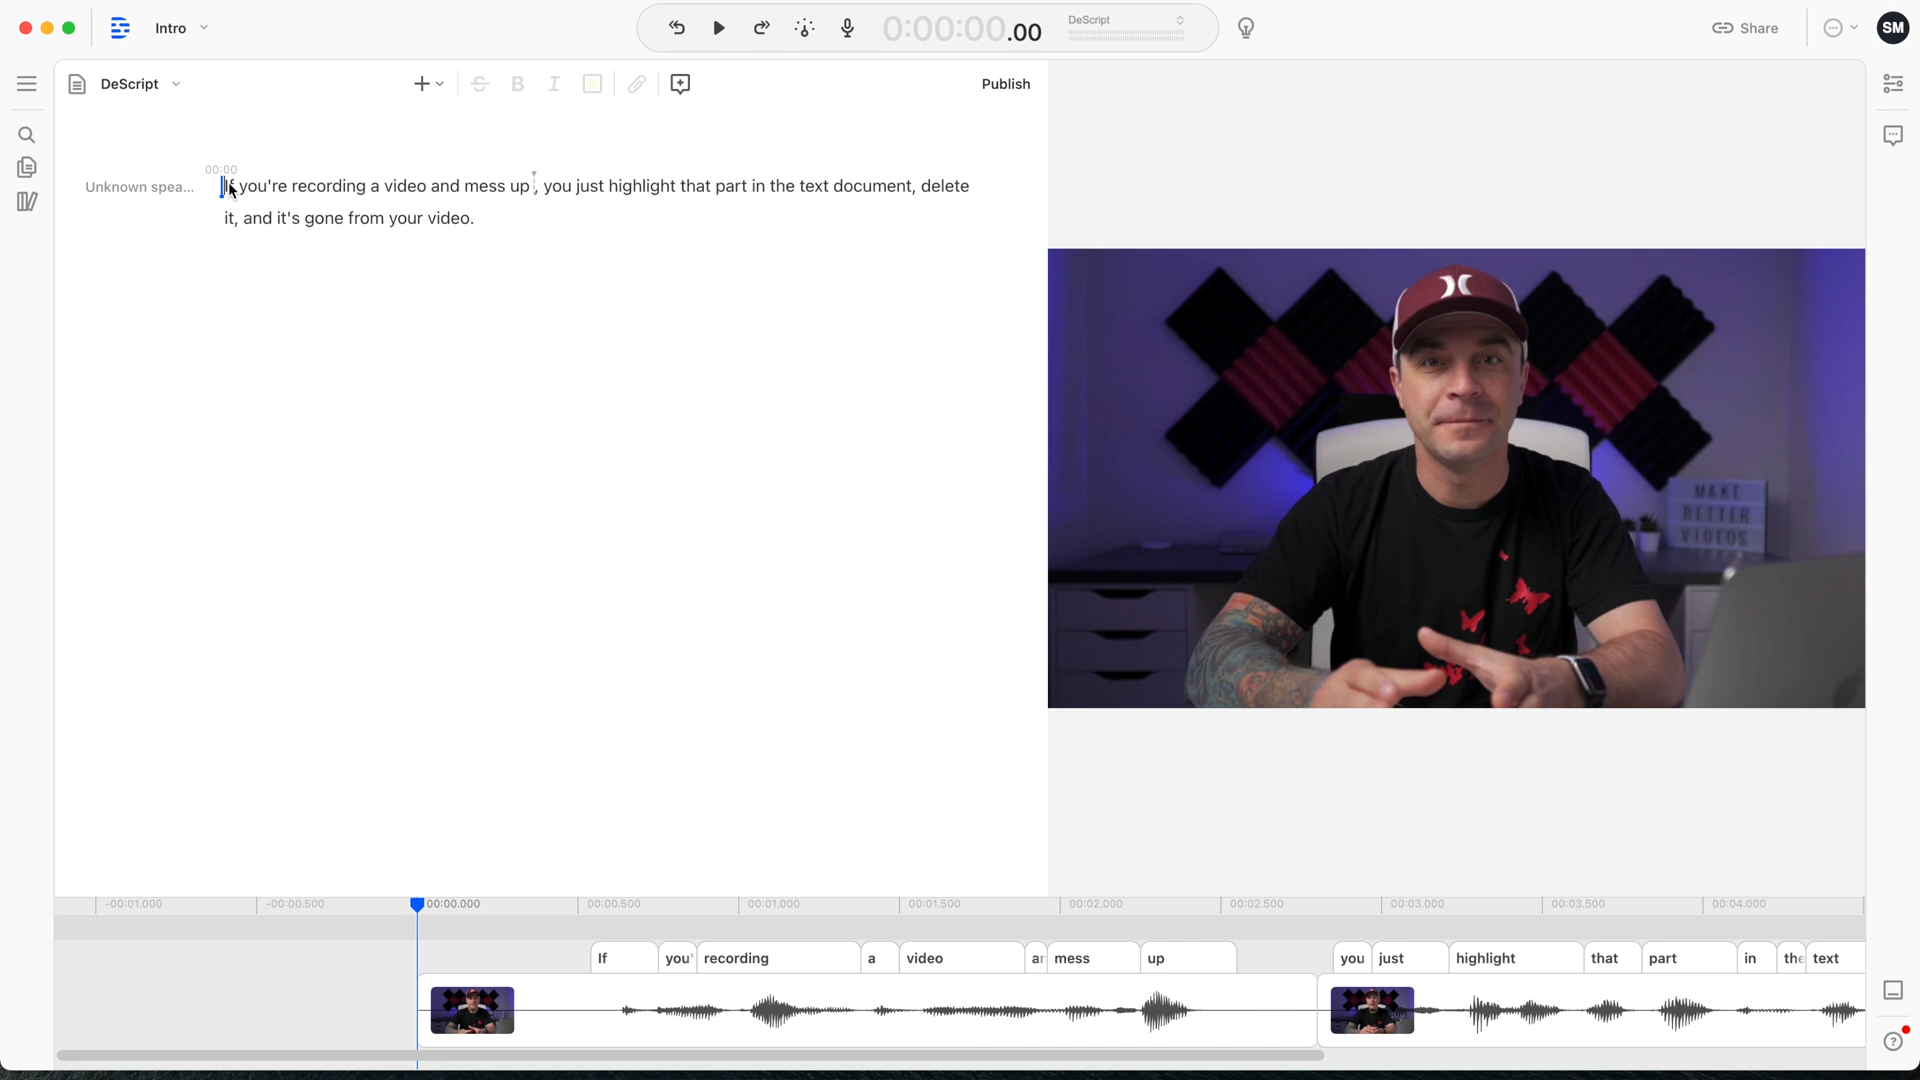 Intro
0:00:00.00
DeScript
Share
SM
DeScript
Publish
00:00
Unknown spea...
If you're recording a video and mess up , you just highlight that part in the text document, delete
it, and it's gone from your video.
MAKE
BETTER
VIDEOS
-00:01.000
-00:00.500
00:00.000
00:00.500
00:01.000
00:01.500
00:02.000
00:02.500
00:03.000
00:03.500
00:04.000
If
you'
recording
a
video
ar
mess
up
you
just
highlight
that
part
in
the
text